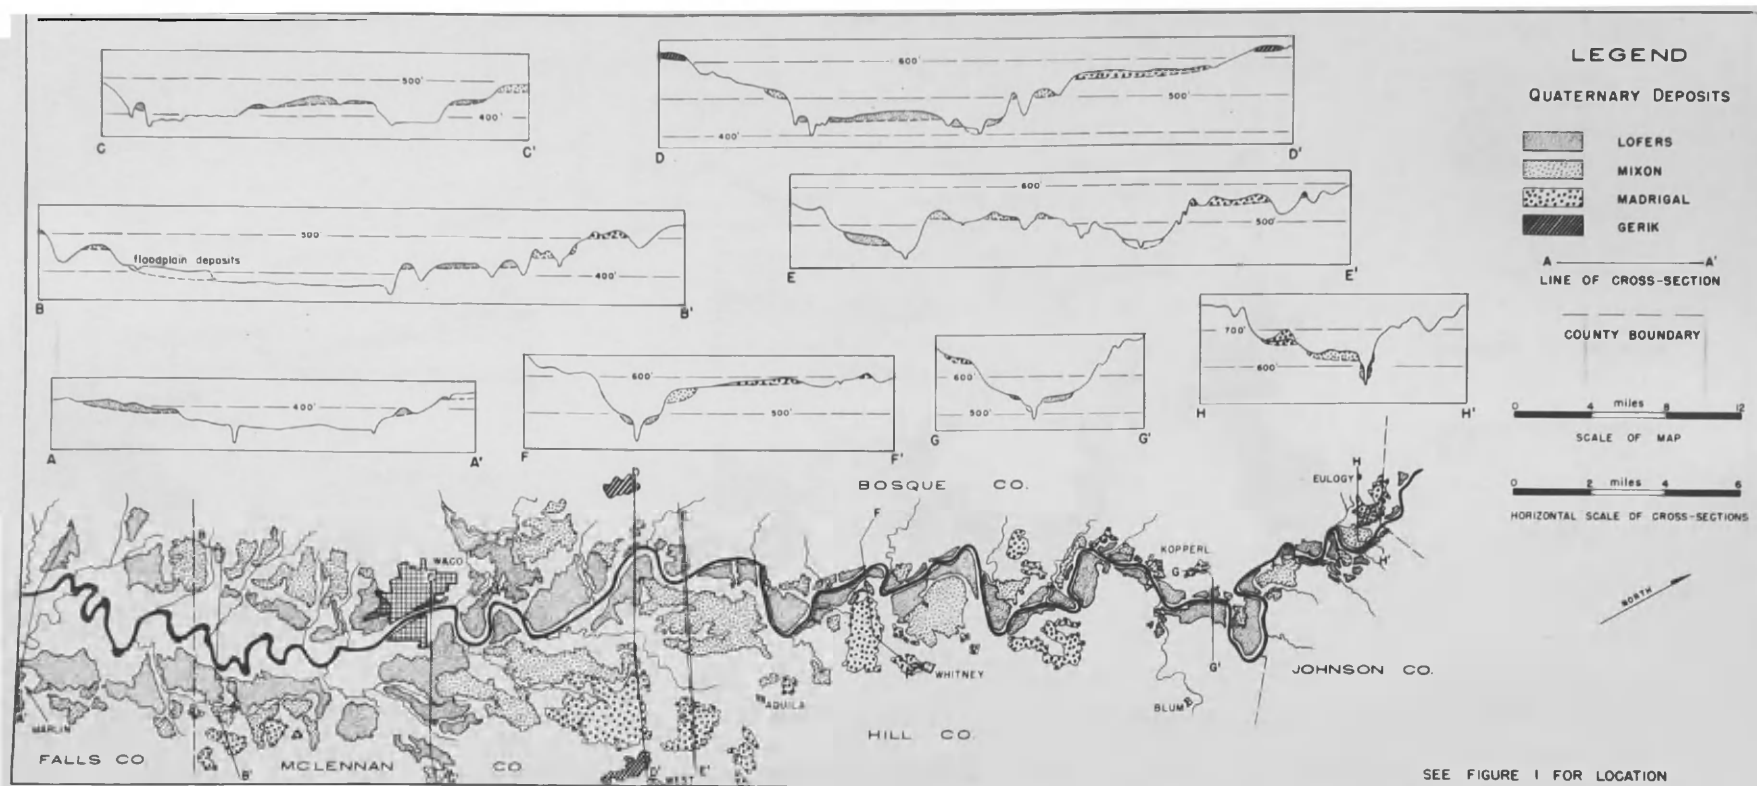 500'
400'
C
C'
600'
500'
400'
D
D'
LEGEND
QUATERNARY DEPOSITS
LOFERS
MIXON
MADRIGAL
GERIK
A
A'
LINE OF CROSS-SECTION
COUNTY BOUNDARY
500'
floodplain deposits
400'
B
B'
600'
500'
E
E'
400'
A
A'
600'
500'
F
F'
600'
500'
G
G'
700'
600'
H
H'
0 4 miles 8 12
SCALE OF MAP
0 2 miles 4 6
HORIZONTAL SCALE OF CROSS-SECTIONS
NORTH
BOSQUE CO.
D
E
F
H
EULOGY
H'
B
WACO
KOPPERL
G
G'
JOHNSON CO.
F'
WHITNEY
AQUILA
BLUM
A'
MARLIN
FALLS CO
B'
MCLENNAN CO.
HILL CO.
D'
E'
WEST
SEE FIGURE 1 FOR LOCATION